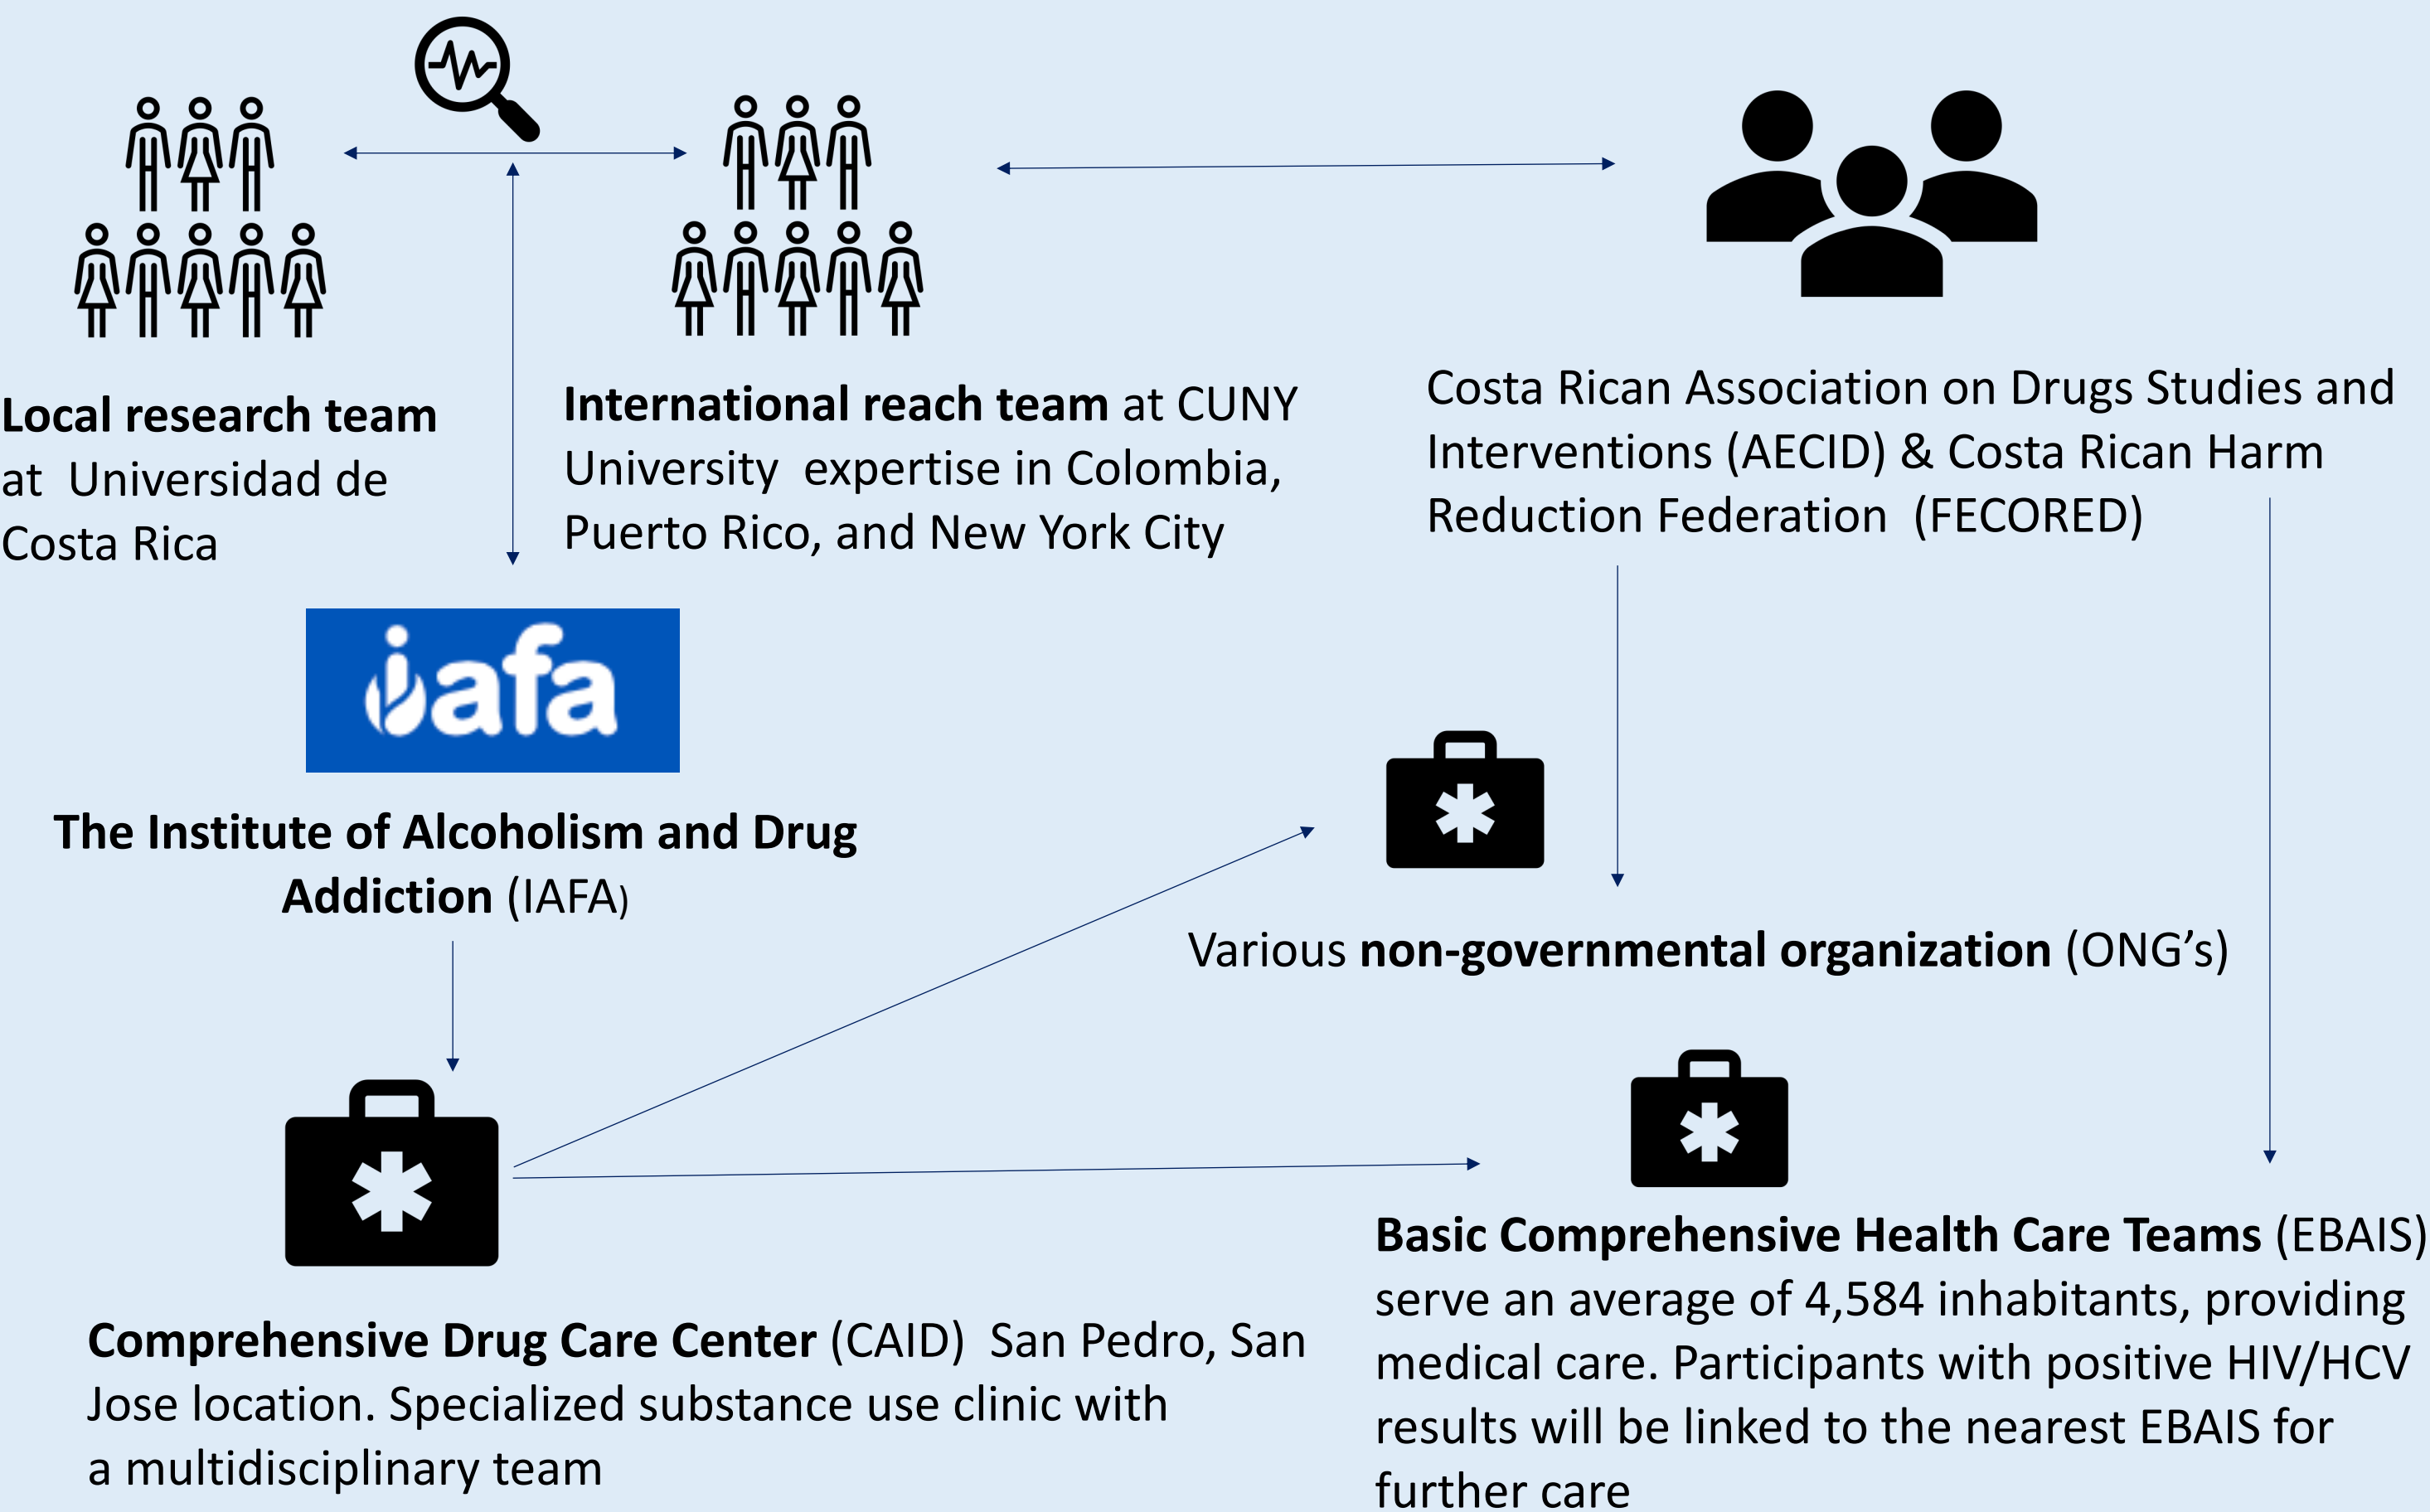 Local research team
at Universidad de
Costa Rica
International reach team at CUNY
University expertise in Colombia,
Puerto Rico, and New York City
Costa Rican Association on Drugs Studies and
Interventions (AECID) & Costa Rican Harm
Reduction Federation (FECORED)
iafa
The Institute of Alcoholism and Drug
Addiction (IAFA)
Various non-governmental organization (ONG’s)
Comprehensive Drug Care Center (CAID) San Pedro, San
Jose location. Specialized substance use clinic with
a multidisciplinary team
Basic Comprehensive Health Care Teams (EBAIS)
serve an average of 4,584 inhabitants, providing
medical care. Participants with positive HIV/HCV
results will be linked to the nearest EBAIS for
further care